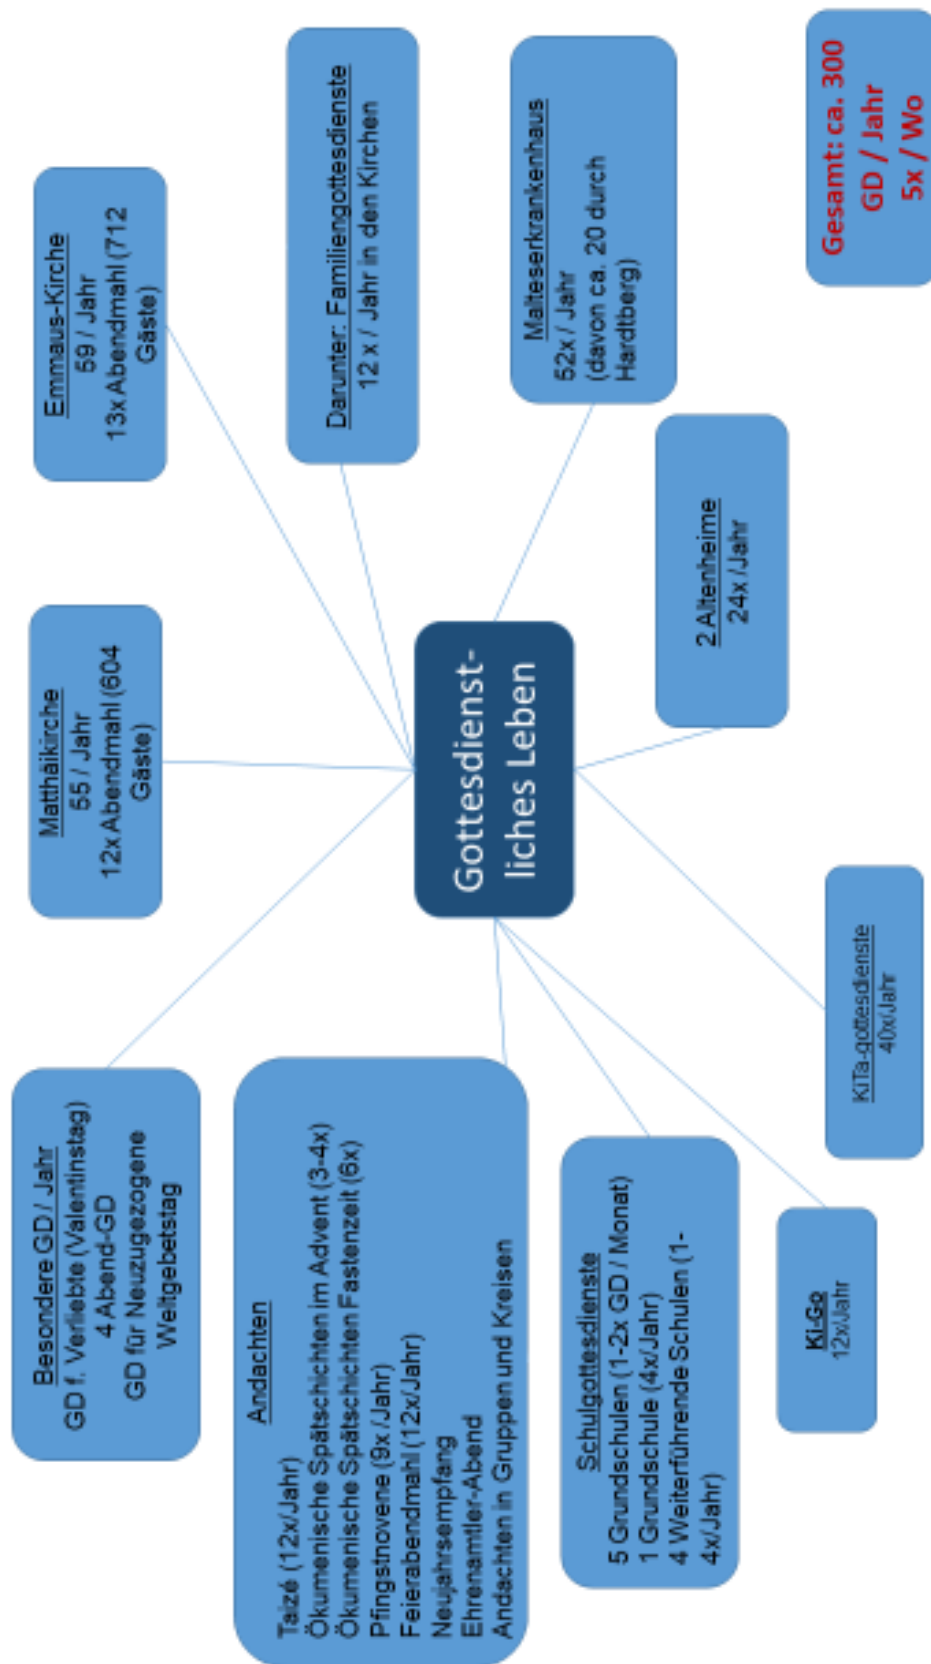 Besondere GD / Jahr
GD f. Verliebte (Valentinstag)
4 Abend-GD
GD für Neuzugezogene
Weltgebetstag
Matthäikirche
55 / Jahr
12x Abendmahl (604
Gäste)
Emmaus-Kirche
59 / Jahr
13x Abendmahl (712
Gäste)
Andachten
Taizé (12x/Jahr)
Ökumenische Spätschichten im Advent (3-4x)
Ökumenische Spätschichten Fastenzeit (6x)
Pfingstnovene (9x /Jahr)
Feierabendmahl (12x/Jahr)
Neujahrsempfang
Ehrenamtler-Abend
Andachten in Gruppen und Kreisen
Darunter: Familiengottesdienste
12 x / Jahr in den Kirchen
Gottesdienst-
liches Leben
Malteserkrankenhaus
52x / Jahr
(davon ca. 20 durch
Hardtberg)
Schulgottesdienste
5 Grundschulen (1-2x GD / Monat)
1 Grundschule (4x/Jahr)
4 Weiterführende Schulen (1-
4x/Jahr)
2 Altenheime
24x /Jahr
Ki-Go
12x/Jahr
KiTa-gottesdienste
40x/Jahr
Gesamt: ca. 300
GD / Jahr
5x / Wo